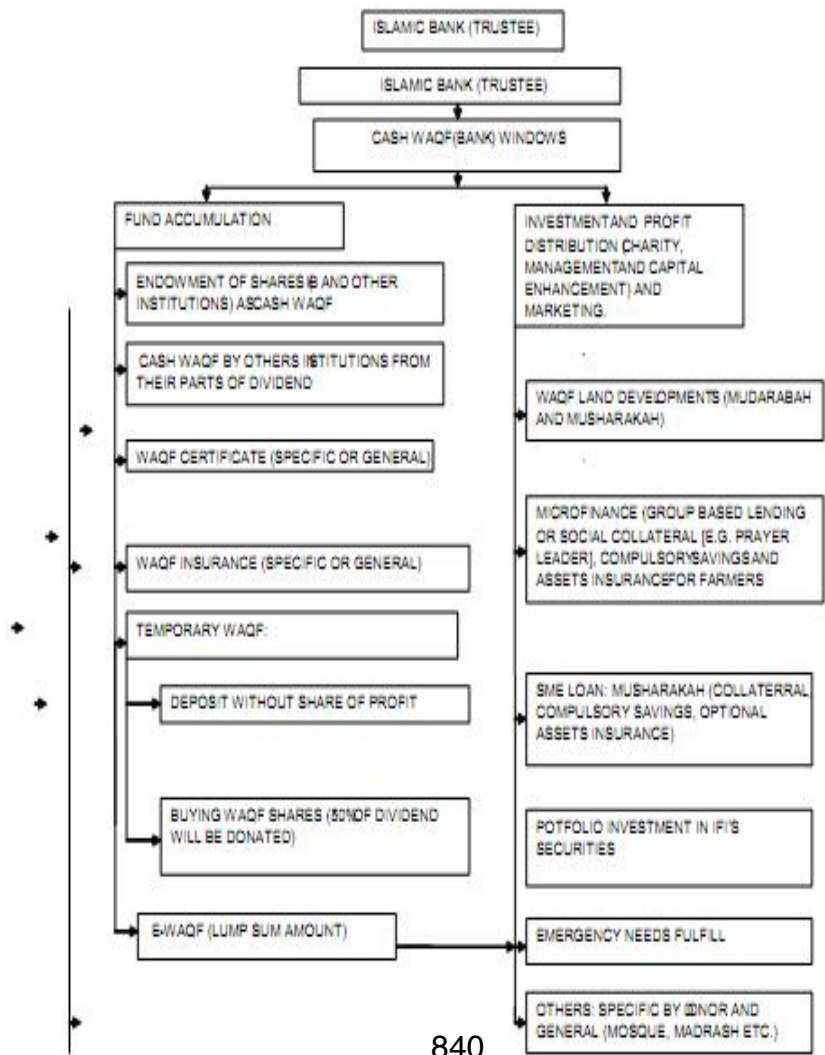 ISLAMIC BANK (TRUSTEE)
ISLAMIC BANK (TRUSTEE)
CASH WAQF(BANK) WINDOWS
FUND ACCUMULATION
ENDOWMENT OF SHARES (IB AND OTHER
INSTITUTIONS) ASCASH WAQF
CASH WAQF BY OTHERS INSTITUTIONS FROM
THEIR PARTS OF DIVIDEND
WAQF CERTIFICATE (SPECIFIC OR GENERAL)
WAQF INSURANCE (SPECIFIC OR GENERAL)
TEMPORARY WAQF:
DEPOSIT WITHOUT SHARE OF PROFIT
BUYING WAQF SHARES (50%OF DIVIDEND
WILL BE DONATED)
E-WAQF (LUMP SUM AMOUNT)
INVESTMENTAND PROFIT
DISTRIBUTION (CHARITY,
MANAGEMENTAND CAPITAL
ENHANCEMENT) AND
MARKETING.
WAQF LAND DEVELOPMENTS (MUDARABAH
AND MUSHARAKAH)
MICROFINANCE (GROUP BASED LENDING
OR SOCIAL COLLATERAL [E.G. PRAYER
LEADER], COMPULSORYSAVINGSAND
ASSETS INSURANCEFOR FARMERS
SME LOAN: MUSHARAKAH (COLLATERRAL,
COMPULSORY SAVINGS, OPTIONAL
ASSETS INSURANCE)
POTFOLIO INVESTMENT IN IFI'S
SECURITIES
EMERGENCY NEEDS FULFILL
OTHERS: SPECIFIC BY DONOR AND
GENERAL (MOSQUE, MADRASH ETC.)
840